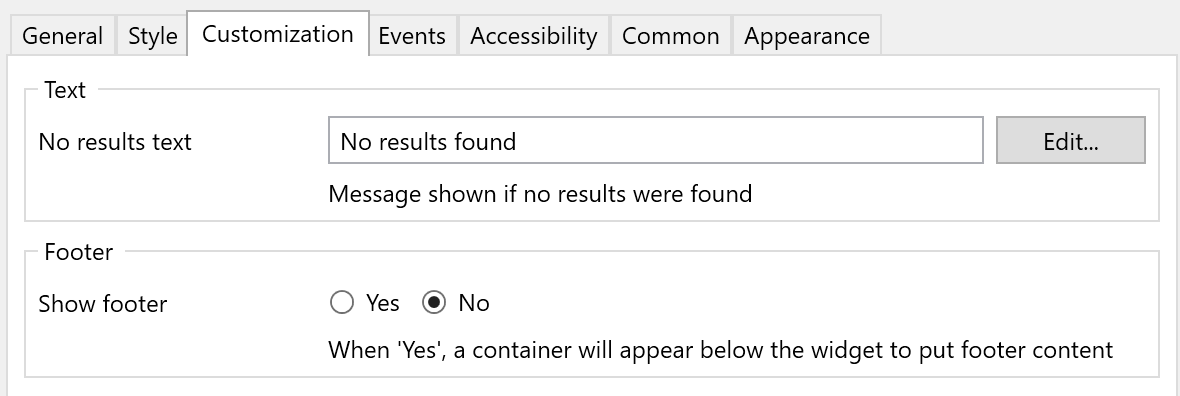 General Style Customization Events Accessibility Common Appearance
Text
No results text No results found Edit...
Message shown if no results were found
Footer
Show footer Yes No
When 'Yes', a container will appear below the widget to put footer content